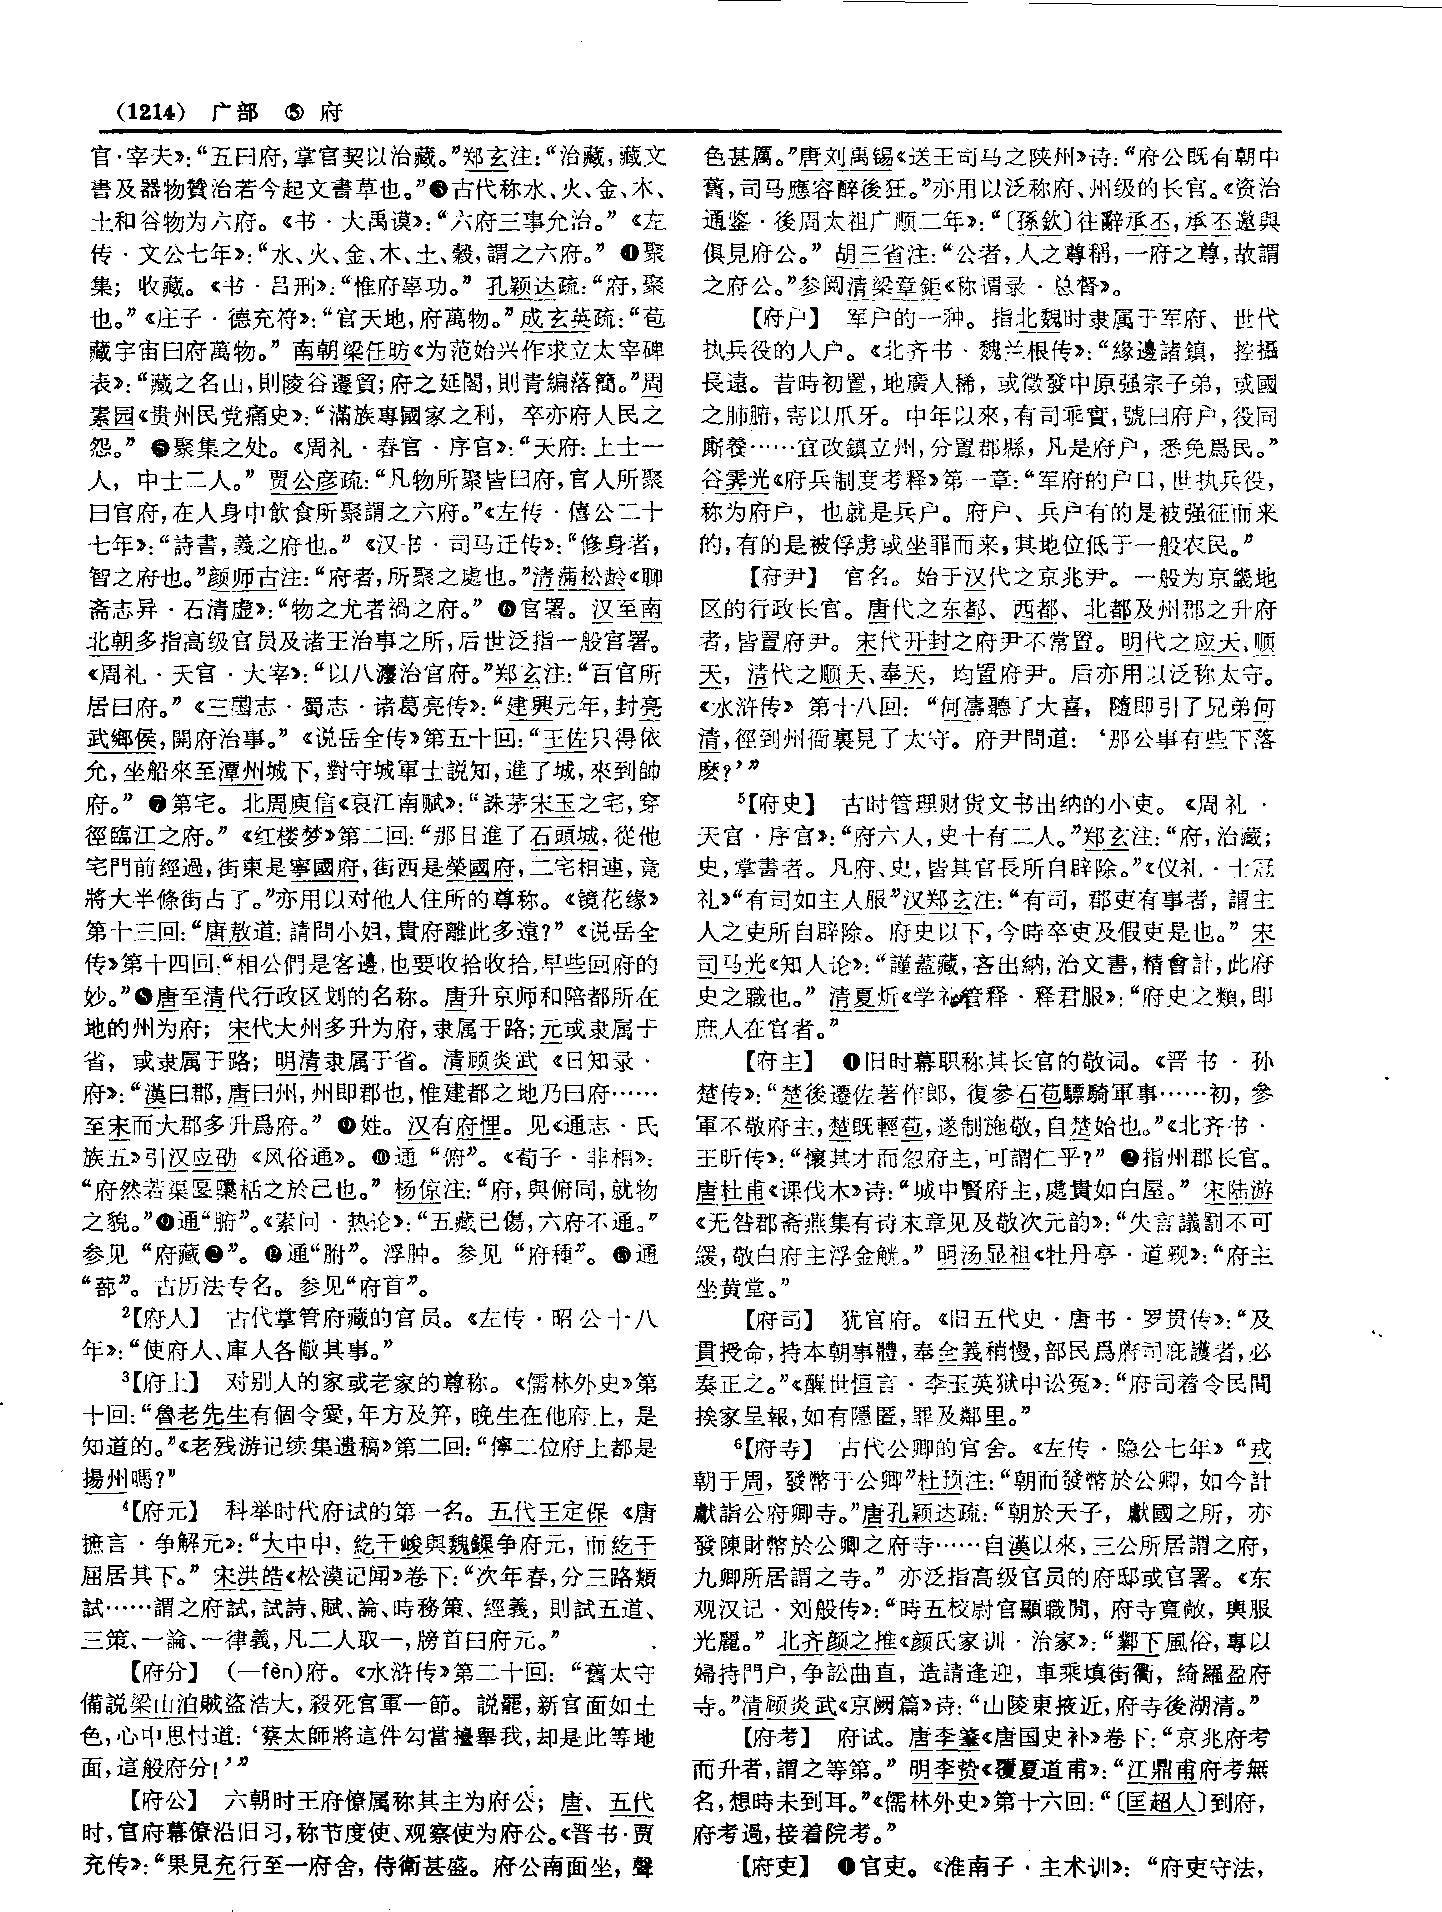 (1214) 广部 ⑤ 府
官·宰夫》：“五曰府，掌官契以治藏。”郑玄注：“治藏，藏文
書及器物贊治若今起文書草也。”❸古代称水、火、金、木、
土和谷物为六府。《书·大禹谟》：“六府三事允治。”《左
传·文公七年》：“水、火、金、木、土、穀，謂之六府。”❹聚
集；收藏。《书·吕刑》：“惟府辜功。”孔颖达疏：“府，聚
也。”《庄子·德充符》：“官天地，府萬物。”成玄英疏：“苞
藏宇宙曰府萬物。”南朝梁任昉《为范始兴作求立太宰碑
表》：“藏之名山，則陵谷遷貿；府之延閣，則青編落簡。”周
素园《贵州民党痛史》：“滿族專國家之利，卒亦府人民之
怨。”❺聚集之处。《周礼·春官·序官》：“天府：上士一
人，中士二人。”贾公彦疏：“凡物所聚皆曰府，官人所聚
曰官府，在人身中飲食所聚謂之六府。”《左传·僖公二十
七年》：“詩書，義之府也。”《汉书·司马迁传》：“修身者，
智之府也。”颜师古注：“府者，所聚之處也。”清蒲松龄《聊
斋志异·石清虚》：“物之尤者禍之府。”❻官署。汉至南
北朝多指高级官员及诸王治事之所，后世泛指一般官署。
《周礼·天官·大宰》：“以八灋治官府。”郑玄注：“百官所
居曰府。”《三国志·蜀志·诸葛亮传》：“建興元年，封亮
武鄉侯，開府治事。”《说岳全传》第五十回：“王佐只得依
允，坐船來至潭州城下，對守城軍士説知，進了城，來到帥
府。”❼第宅。北周庾信《哀江南赋》：“誅茅宋玉之宅，穿
徑臨江之府。”《红楼梦》第二回：“那日進了石頭城，從他
宅門前經過，街東是寧國府，街西是榮國府，二宅相連，竟
將大半條街占了。”亦用以对他人住所的尊称。《镜花缘》
第十三回：“唐敖道：請問小姐，貴府離此多遠？”《说岳全
传》第十四回：“相公們是客邊，也要收拾收拾，早些回府的
妙。”❽唐至清代行政区划的名称。唐升京师和陪都所在
地的州为府；宋代大州多升为府，隶属于路；元或隶属于
省，或隶属于路；明清隶属于省。清顾炎武《日知录·
府》：“漢曰郡，唐曰州，州即郡也，惟建都之地乃曰府……
至宋而大郡多升爲府。”❾姓。汉有府悝。见《通志·氏
族五》引汉应劭《风俗通》。❿通“俯”。《荀子·非相》：
“府然若渠匽檃栝之於己也。”杨倞注：“府，與俯同，就物
之貌。”⓫通“腑”。《素问·热论》：“五藏已傷，六府不通。”
参见“府藏❷”。⓬通“胕”。浮肿。参见“府種”。⓭通
“蔀”。古历法专名。参见“府首”。
²【府人】 古代掌管府藏的官员。《左传·昭公十八
年》：“使府人、庫人各儆其事。”
³【府上】 对别人的家或老家的尊称。《儒林外史》第
十回：“魯老先生有個令愛，年方及笄，晚生在他府上，是
知道的。”《老残游记续集遗稿》第二回：“儜二位府上都是
揚州嗎？”
⁴【府元】 科举时代府试的第一名。五代王定保《唐
摭言·争解元》：“大中中，紇干峻與魏鏤争府元，而紇干
屈居其下。”宋洪皓《松漠记闻》卷下：“次年春，分三路類
試……謂之府試，試詩、賦、論、時務策、經義，則試五道、
三策、一論、一律義，凡二人取一，牓首曰府元。”
【府分】 (—fèn)府。《水浒传》第二十回：“舊太守
備説梁山泊賊盜浩大，殺死官軍一節。説罷，新官面如土
色，心中思忖道：‘蔡太師將這件勾當擡舉我，却是此等地
面，這般府分！’”
【府公】 六朝时王府僚属称其主为府公；唐、五代
时，官府幕僚沿旧习，称节度使、观察使为府公。《晋书·贾
充传》：“果見充行至一府舍，侍衛甚盛。府公南面坐，聲
色甚厲。”唐刘禹锡《送王司马之陕州》诗：“府公既有朝中
舊，司马應容醉後狂。”亦用以泛称府、州级的长官。《资治
通鉴·後周太祖广顺二年》：“〔孫欽〕往辭承丕，承丕邀與
俱見府公。”胡三省注：“公者，人之尊稱，一府之尊，故謂
之府公。”参阅清梁章鉅《称谓录·总督》。
【府户】 军户的一种。指北魏时隶属于军府、世代
执兵役的人户。《北齐书·魏兰根传》：“緣邊諸鎮，控攝
長遠。昔時初置，地廣人稀，或徵發中原强宗子弟，或國
之肺腑，寄以爪牙。中年以來，有司乖實，號曰府户，役同
厮養……宜改鎮立州，分置郡縣，凡是府户，悉免爲民。”
谷霁光《府兵制度考释》第一章：“军府的户口，世执兵役，
称为府户，也就是兵户。府户、兵户有的是被强征而来
的，有的是被俘虏或坐罪而来，其地位低于一般农民。”
【府尹】 官名。始于汉代之京兆尹。一般为京畿地
区的行政长官。唐代之东都、西都、北都及州郡之升府
者，皆置府尹。宋代开封之府尹不常置。明代之应天、顺
天，清代之顺天、奉天，均置府尹。后亦用以泛称太守。
《水浒传》第十八回：“何濤聽了大喜，隨即引了兄弟何
清，徑到州衙裏見了太守。府尹問道：‘那公事有些下落
麽？’”
⁵【府史】 古时管理财货文书出纳的小吏。《周礼·
天官·序官》：“府六人，史十有二人。”郑玄注：“府，治藏；
史，掌書者。凡府、史，皆其官長所自辟除。”《仪礼·士冠
礼》“有司如主人服”汉郑玄注：“有司，郡吏有事者，謂主
人之吏所自辟除。府史以下，今時卒吏及假吏是也。”宋
司马光《知人论》：“謹蓋藏，吝出納，治文書，精會計，此府
史之職也。”清夏炘《学礼管释·释君服》：“府史之類，即
庶人在官者。”
【府主】 ❶旧时幕职称其长官的敬词。《晋书·孙
楚传》：“楚後遷佐著作郎，復參石苞驃騎軍事……初，參
軍不敬府主，楚既輕苞，遂制施敬，自楚始也。”《北齐书·
王昕传》：“懷其才而忽府主，可謂仁乎？”❷指州郡长官。
唐杜甫《课伐木》诗：“城中賢府主，處貴如白屋。”宋陆游
《无咎郡斋燕集有诗末章见及敬次元韵》：“失言議罰不可
緩，敬白府主浮金觥。”明汤显祖《牡丹亭·道觋》：“府主
坐黄堂。”
【府司】 犹官府。《旧五代史·唐书·罗贯传》：“及
貫授命，持本朝事體，奉全義稍慢，部民爲府司庇護者，必
奏正之。”《醒世恒言·李玉英狱中讼冤》：“府司着令民間
挨家呈報，如有隱匿，罪及鄰里。”
⁶【府寺】 古代公卿的官舍。《左传·隐公七年》“戎
朝于周，發幣于公卿”杜预注：“朝而發幣於公卿，如今計
獻詣公府卿寺。”唐孔颖达疏：“朝於天子，獻國之所，亦
發陳財幣於公卿之府寺……自漢以來，三公所居謂之府，
九卿所居謂之寺。”亦泛指高级官员的府邸或官署。《东
观汉记·刘般传》：“時五校尉官顯職閒，府寺寬敞，輿服
光麗。”北齐颜之推《颜氏家训·治家》：“鄴下風俗，專以
婦持門户，争訟曲直，造請逢迎，車乘填街衢，綺羅盈府
寺。”清顾炎武《京阙篇》诗：“山陵東掖近，府寺後湖清。”
【府考】 府试。唐李肇《唐国史补》卷下：“京兆府考
而升者，謂之等第。”明李贽《覆夏道甫》：“江鼎甫府考無
名，想時未到耳。”《儒林外史》第十六回：“〔匡超人〕到府，
府考過，接着院考。”
【府吏】 ❶官吏。《淮南子·主术训》：“府吏守法，